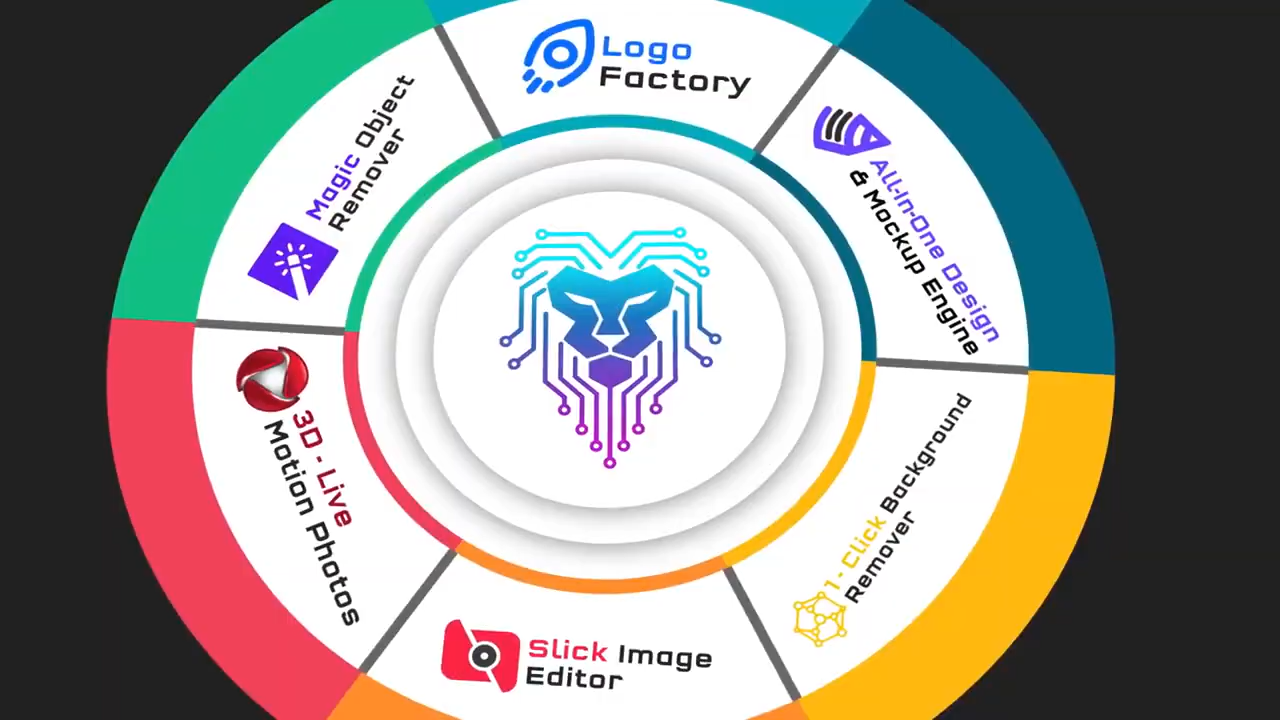 Logo
Factory
All-In-One Design
& Mockup Engine
1 - Click Background
Remover
Slick Image
Editor
3D - Live
Motion Photos
Magic Object
Remover